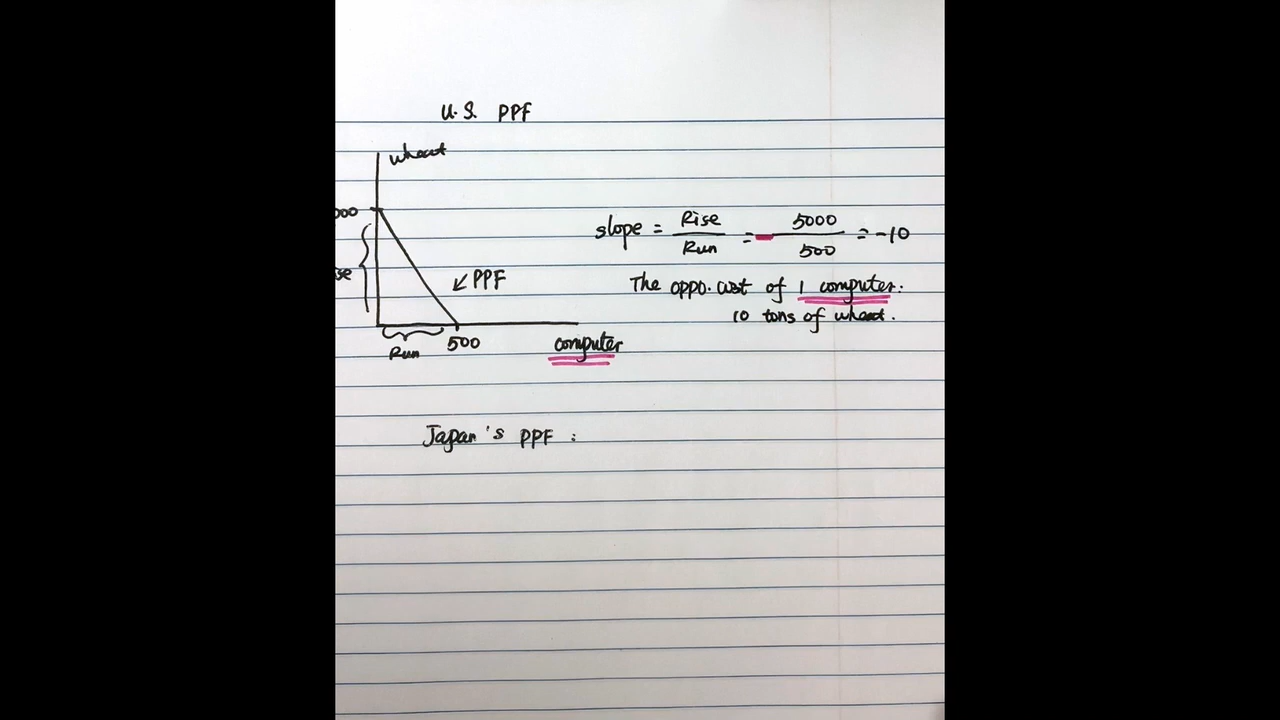 U.S. PPF
wheat
000
se
PPF
Run
500
computer
slope = Rise / Run = - 5000 / 500 = -10
The oppo. cost of 1 computer.
10 tons of wheat.
Japan's PPF :